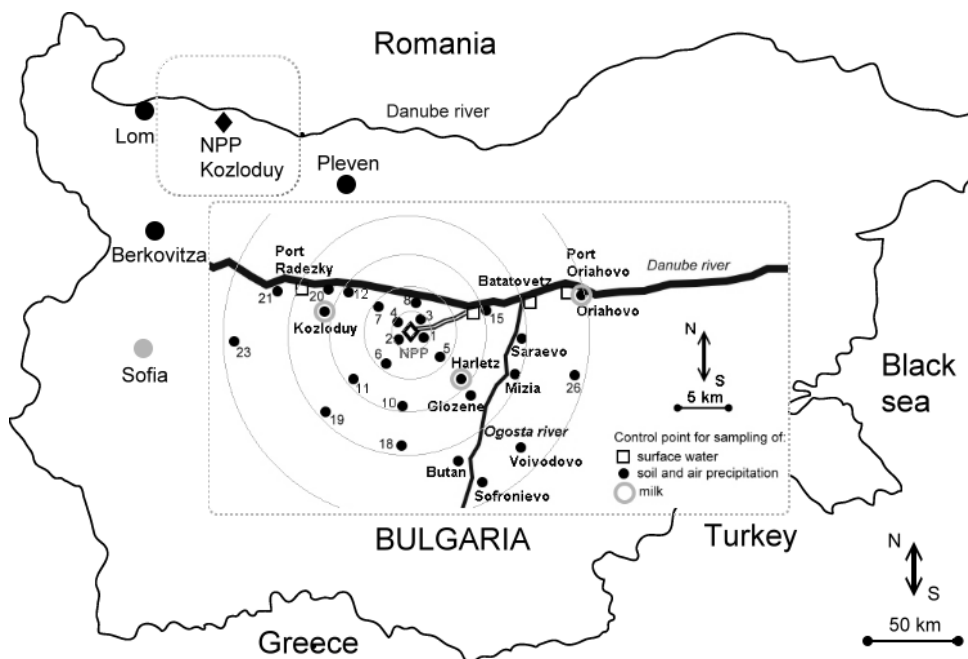 Romania
Danube river
Lom
NPP
Kozloduy
Pleven
Berkovitza
Sofia
Port
Radezky
Port
Oriahovo
Danube river
Batatovetz
21
20
12
8
7
4
3
15
Oriahovo
Kozloduy
2
1
NPP
23
5
6
Saraevo
Harletz
11
Mizia
26
Glozene
10
19
18
Ogosta river
Butan
Voivodovo
Sofronievo
N
S
5 km
Control point for sampling of:
surface water
soil and air precipitation
milk
Black
sea
BULGARIA
Turkey
Greece
N
S
50 km